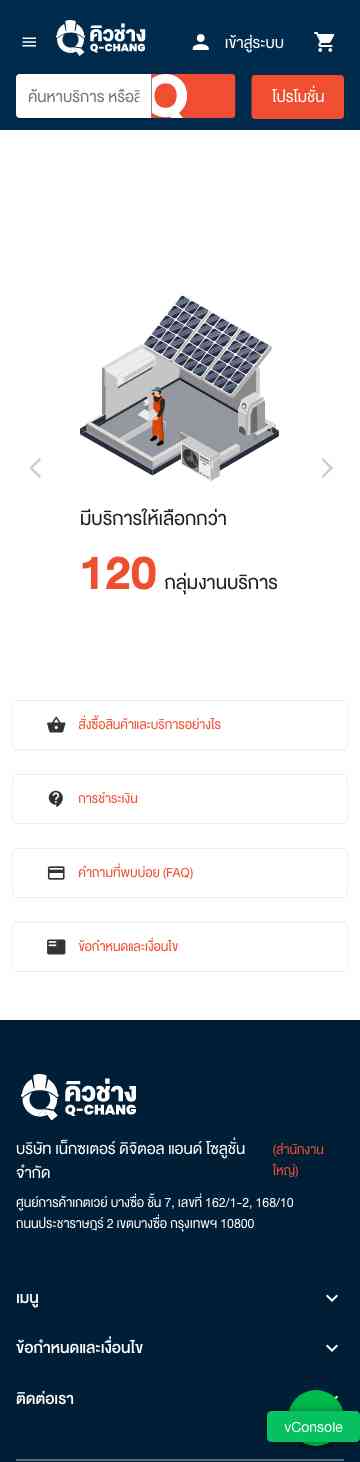 คิวช่าง
Q-CHANG
เข้าสู่ระบบ
ค้นหาบริการ หรือสิ
โปรโมชั่น
มีบริการให้เลือกกว่า
120 กลุ่มงานบริการ
สั่งซื้อสินค้าและบริการอย่างไร
การชำระเงิน
คำถามที่พบบ่อย (FAQ)
ข้อกำหนดและเงื่อนไข
คิวช่าง
Q-CHANG
บริษัท เน็กซเตอร์ ดิจิตอล แอนด์ โซลูชั่น
จำกัด
(สำนักงาน
ใหญ่)
ศูนย์การค้าเกตเวย์ บางซื่อ ชั้น 7, เลขที่ 162/1-2, 168/10
ถนนประชาราษฎร์ 2 เขตบางซื่อ กรุงเทพฯ 10800
เมนู
ข้อกำหนดและเงื่อนไข
ติดต่อเรา
vConsole